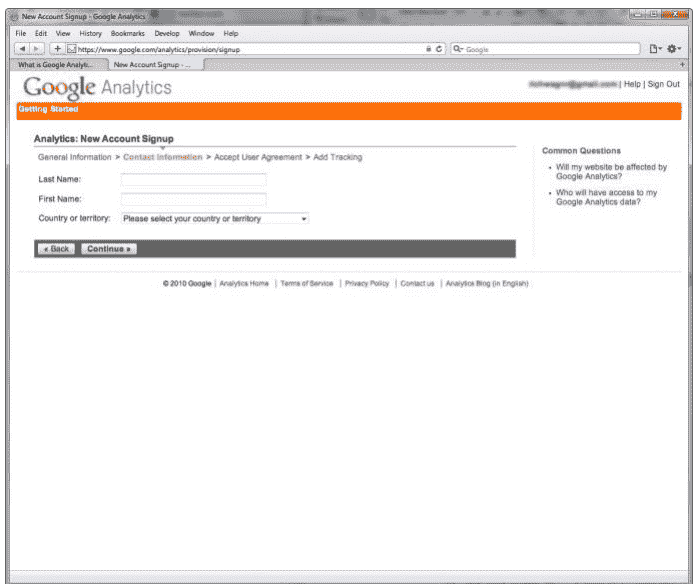 New Account Signup - Google Analytics
File Edit View History Bookmarks Develop Window Help
https://www.google.com/analytics/provision/signup
Google
What is Google Analyti...
New Account Signup - ...
Google Analytics
| Help | Sign Out
Getting Started
Analytics: New Account Signup
General Information > Contact Information > Accept User Agreement > Add Tracking
Last Name:
First Name:
Country or territory: Please select your country or territory
« Back Continue »
Common Questions
• Will my website be affected by
Google Analytics?
• Who will have access to my
Google Analytics data?
© 2010 Google | Analytics Home | Terms of Service | Privacy Policy | Contact us | Analytics Blog (in English)